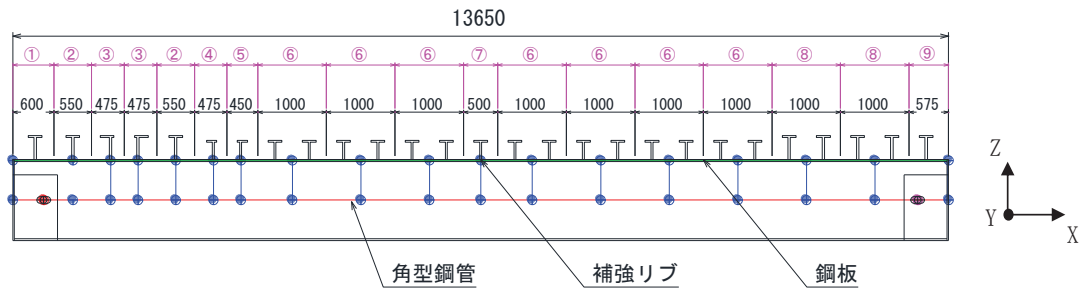 13650
① ② ③ ③ ② ④ ⑤ ⑥ ⑥ ⑥ ⑦ ⑥ ⑥ ⑥ ⑥ ⑧ ⑧ ⑨
600 550 475 475 550 475 450 1000 1000 1000 500 1000 1000 1000 1000 1000 1000 575
Z
Y X
角型鋼管 補強リブ 鋼板